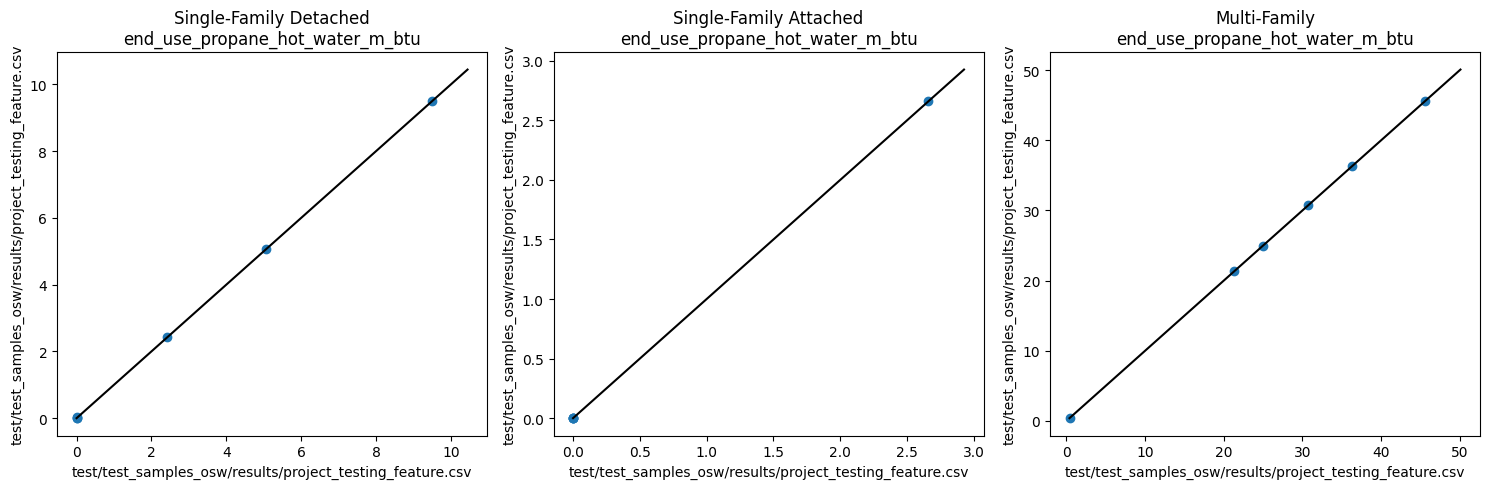 Single-Family Detached
end_use_propane_hot_water_m_btu
test/test_samples_osw/results/project_testing_feature.csv
10
8
6
4
2
0
0 2 4 6 8 10
test/test_samples_osw/results/project_testing_feature.csv
Single-Family Attached
end_use_propane_hot_water_m_btu
test/test_samples_osw/results/project_testing_feature.csv
3.0
2.5
2.0
1.5
1.0
0.5
0.0
0.0 0.5 1.0 1.5 2.0 2.5 3.0
test/test_samples_osw/results/project_testing_feature.csv
Multi-Family
end_use_propane_hot_water_m_btu
test/test_samples_osw/results/project_testing_feature.csv
50
40
30
20
10
0
0 10 20 30 40 50
test/test_samples_osw/results/project_testing_feature.csv